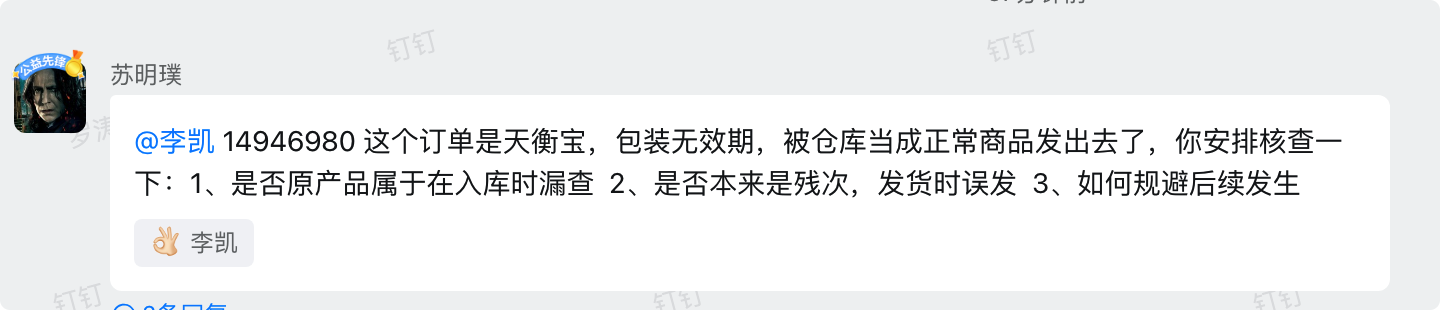 钉钉
钉钉
公益先锋
苏明璞
@李凯 14946980 这个订单是天衡宝，包装无效期，被仓库当成正常商品发出去了，你安排核查一
下：1、是否原产品属于在入库时漏查  2、是否本来是残次，发货时误发  3、如何规避后续发生
👌 李凯
钉钉
钉钉
钉钉